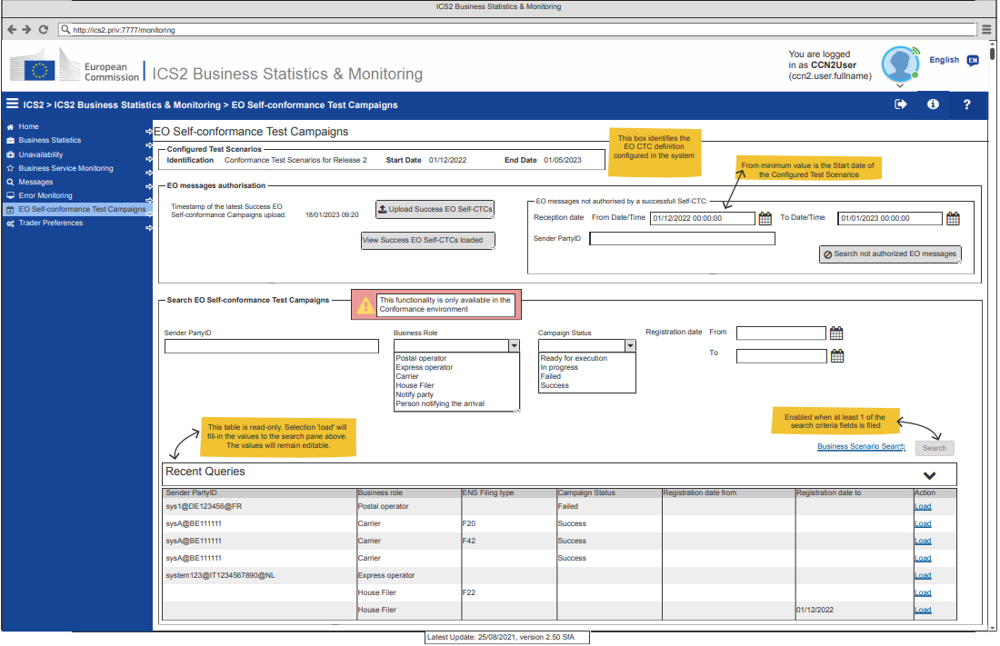 ICS2 Business Statistics & Monitoring
http://ics2.priv:7777/monitoring
European
Commission
ICS2 Business Statistics & Monitoring
You are logged
in as CCN2User
(ccn2.user.fullname)
English EN
ICS2 > ICS2 Business Statistics & Monitoring > EO Self-conformance Test Campaigns
Home
Business Statistics
Unavailability
Business Service Monitoring
Messages
Error Monitoring
EO Self-conformance Test Campaigns
Trader Preferences
EO Self-conformance Test Campaigns
Configured Test Scenarios
Identification Conformance Test Scenarios for Release 2 Start Date 01/12/2022 End Date 01/05/2023
This box identifies the
EO CTC definition
configured in the system
From minimum value is the Start date of
the Configured Test Scenarios
EO messages authorisation
Timestamp of the latest Success EO
Self-conformance Campaigns upload:
18/01/2023 09:20
Upload Success EO Self-CTCs
View Success EO Self-CTCs loaded
EO messages not authorised by a successfull Self-CTC:
Reception date From Date/Time 01/12/2022 00:00:00 To Date/Time 01/01/2023 00:00:00
Sender PartyID
Search not authorized EO messages
Search EO Self-conformance Test Campaigns
This functionality is only available in the
Conformance environment
Sender PartyID
Business Role
Postal operator
Express operator
Carrier
House Filer
Notify party
Person notifying the arrival
Campaign Status
Ready for execution
In progress
Failed
Success
Registration date From
To
This table is read-only. Selection 'load' will
fill-in the values to the search pane above.
The values will remain editable.
Enabled when at least 1 of the
search criteria fields is filed
Business Scenario Search
Search
Recent Queries
Sender PartyID Business role ENS Filing type Campaign Status Registration date from Registration date to Action
sys1@DE123456@FR Postal operator Failed Load
sysA@BE111111 Carrier F20 Success Load
sysA@BE111111 Carrier F42 Success Load
sysA@BE111111 Carrier Success Load
system123@IT1234567890@NL Express operator Load
House Filer F22 Load
House Filer 01/12/2022 Load
Latest Update: 25/08/2021, version 2.50 SfA